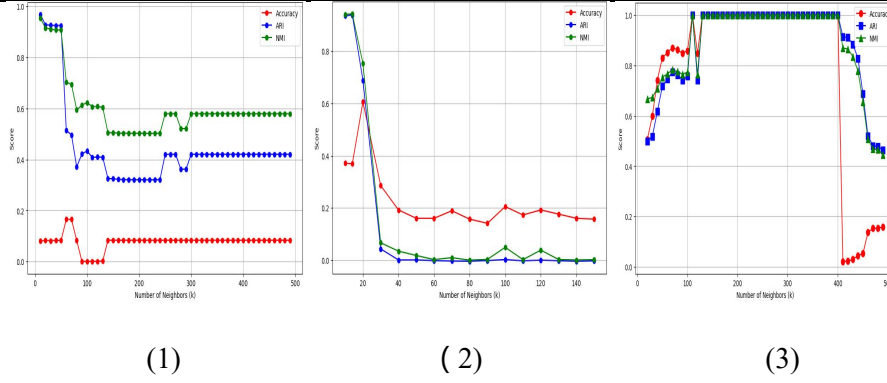 Accuracy
ARI
NMI
1.0
0.8
0.6
0.4
0.2
0.0
Score
0 100 200 300 400 500
Number of Neighbors (k)
(1)
Accuracy
ARI
NMI
0.8
0.6
0.4
0.2
0.0
Score
20 40 60 80 100 120 140
Number of Neighbors (k)
( 2)
Accuracy
ARI
NMI
1.0
0.8
0.6
0.4
0.2
0.0
Score
0 100 200 300 400
Number of Neighbors (k)
(3)